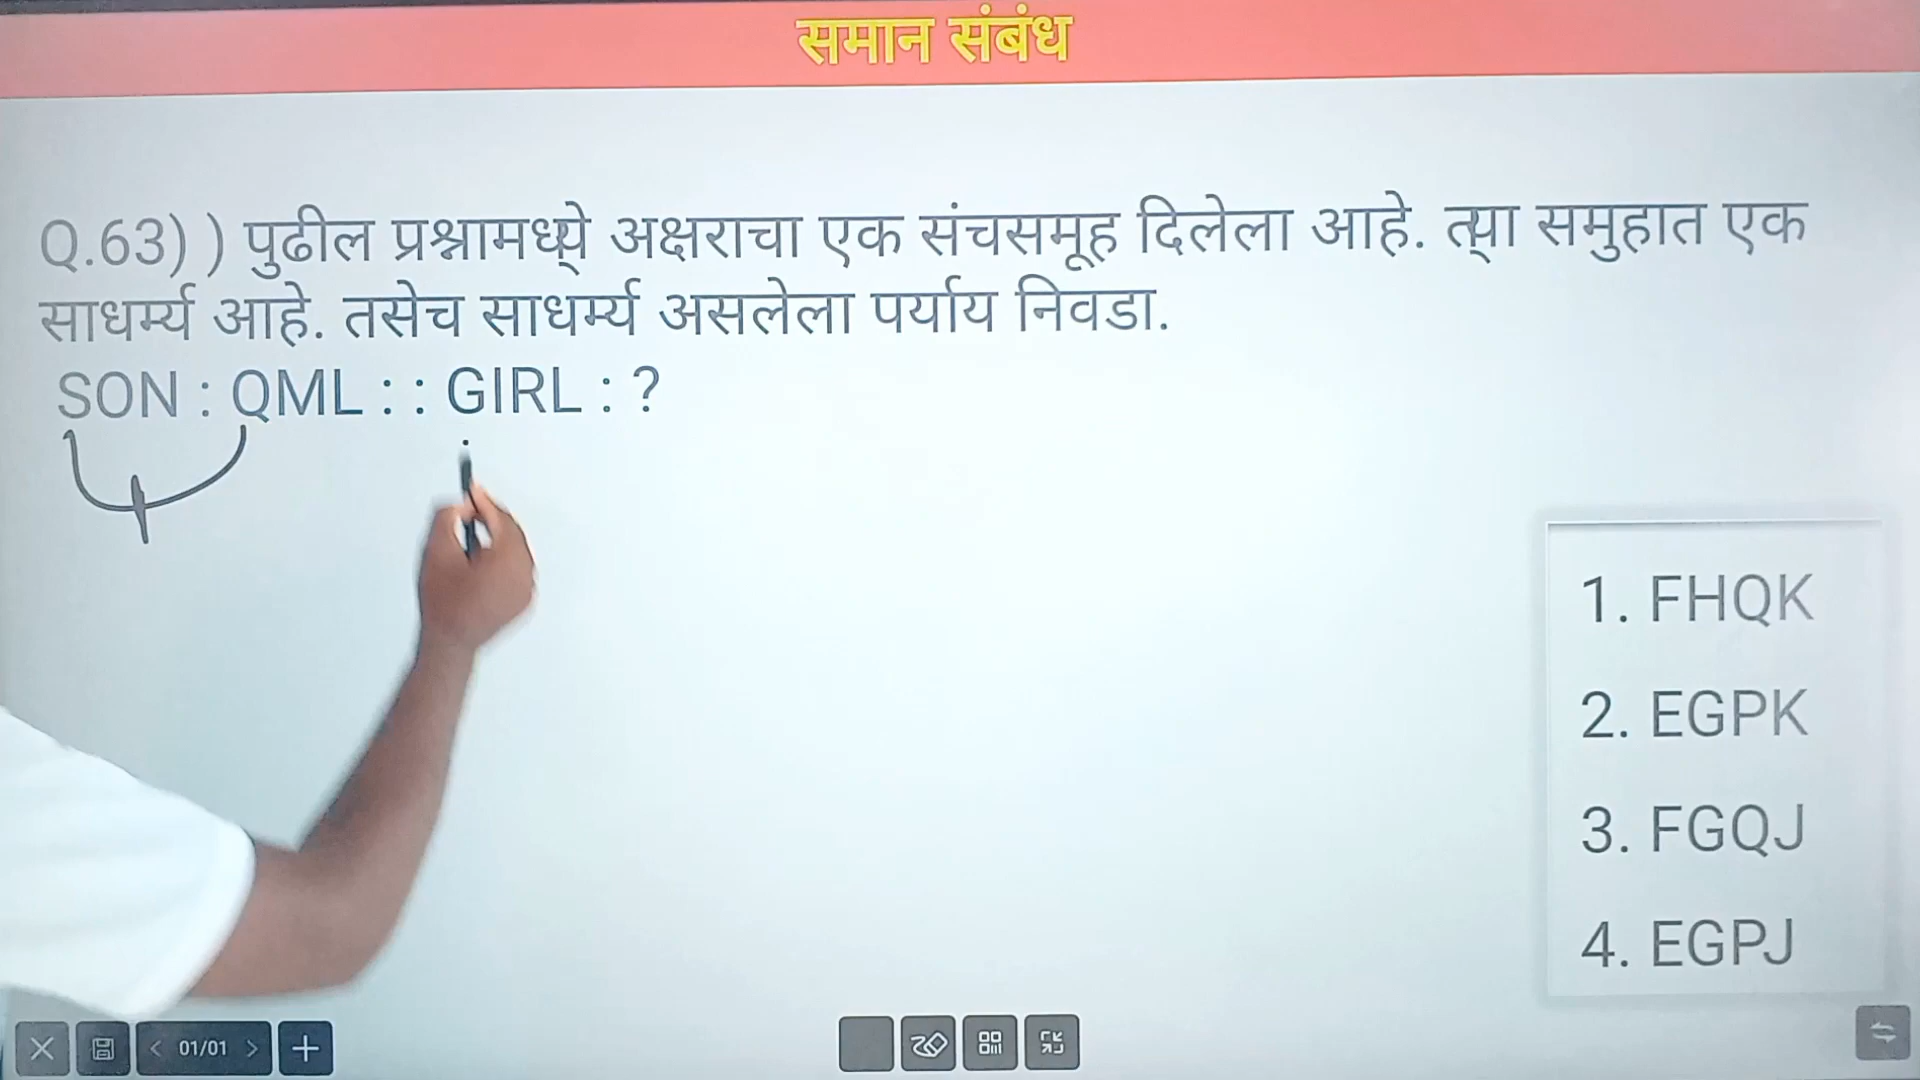 समान संबंध
Q.63) ) पुढील प्रश्नामध्ये अक्षराचा एक संचसमूह दिलेला आहे. त्या समुहात एक
साधर्म्य आहे. तसेच साधर्म्य असलेला पर्याय निवडा.
SON : QML : : GIRL : ?
1. FHQK
2. EGPK
3. FGQJ
4. EGPJ
01/01